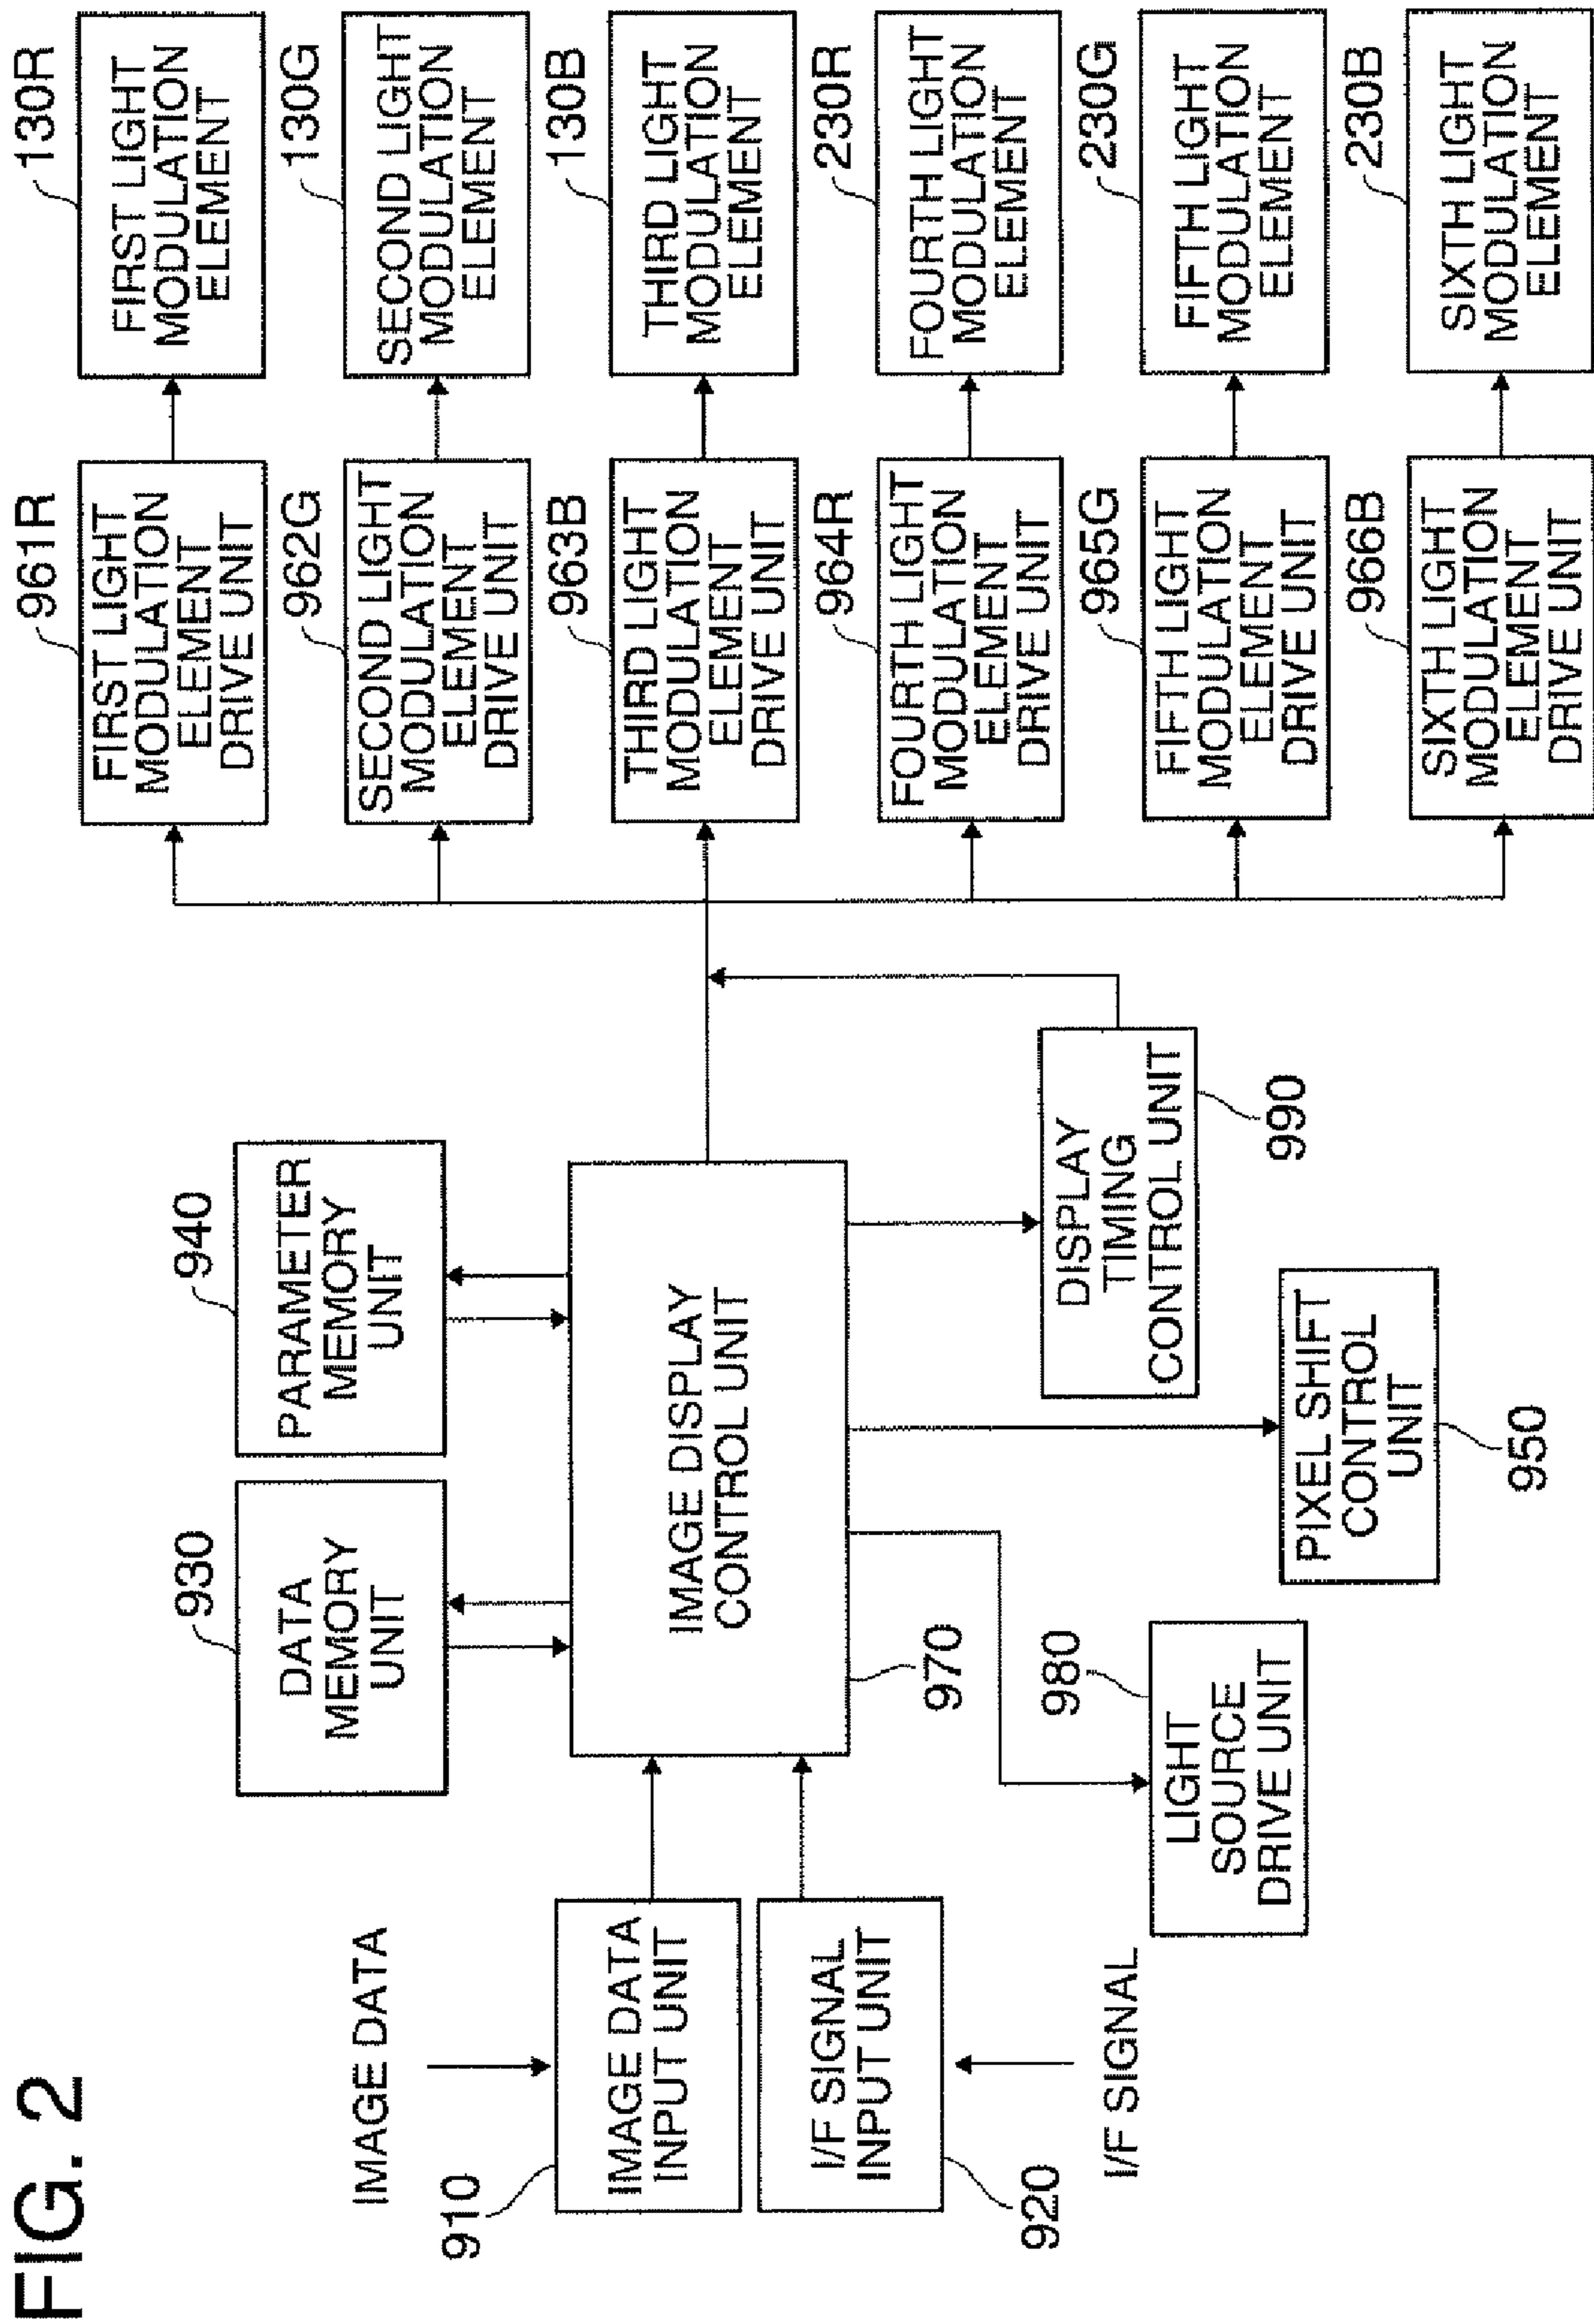 FIG. 2
IMAGE DATA
910
IMAGE DATA
INPUT UNIT
I/F SIGNAL
INPUT UNIT
920
I/F SIGNAL
930
DATA
MEMORY
UNIT
940
PARAMETER
MEMORY
UNIT
IMAGE DISPLAY
CONTROL UNIT
970
980
LIGHT
SOURCE
DRIVE UNIT
PIXEL SHIFT
CONTROL
UNIT
950
DISPLAY
TIMING
CONTROL UNIT
990
961R
FIRST LIGHT
MODULATION
ELEMENT
DRIVE UNIT
130R
FIRST LIGHT
MODULATION
ELEMENT
962G
SECOND LIGHT
MODULATION
ELEMENT
DRIVE UNIT
130G
SECOND LIGHT
MODULATION
ELEMENT
963B
THIRD LIGHT
MODULATION
ELEMENT
DRIVE UNIT
130B
THIRD LIGHT
MODULATION
ELEMENT
964R
FOURTH LIGHT
MODULATION
ELEMENT
DRIVE UNIT
230R
FOURTH LIGHT
MODULATION
ELEMENT
965G
FIFTH LIGHT
MODULATION
ELEMENT
DRIVE UNIT
230G
FIFTH LIGHT
MODULATION
ELEMENT
966B
SIXTH LIGHT
MODULATION
ELEMENT
DRIVE UNIT
230B
SIXTH LIGHT
MODULATION
ELEMENT